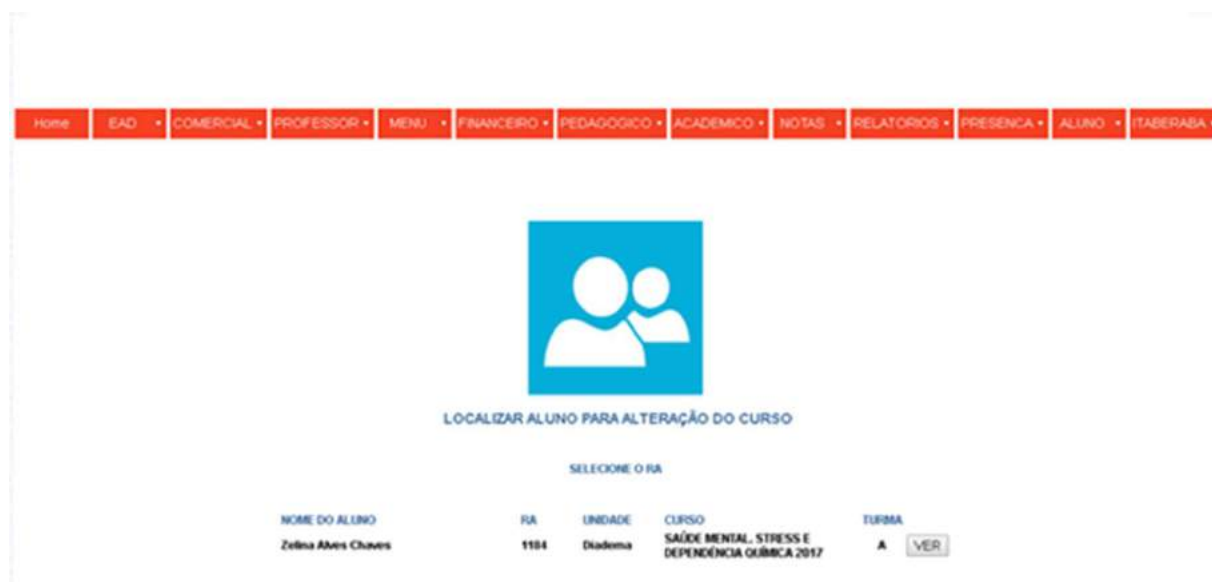 Home EAD COMERCIAL PROFESSOR MENU FINANCEIRO PEDAGOGICO ACADEMICO NOTAS RELATORIOS PRESENCA ALUNO ITABERABA
LOCALIZAR ALUNO PARA ALTERAÇÃO DO CURSO
SELECIONE O RA
NOME DO ALUNO RA UNIDADE CURSO TURMA
Zelina Alves Chaves 1184 Diadema SAÚDE MENTAL, STRESS E A VER
DEPENDÊNCIA QUÍMICA 2017